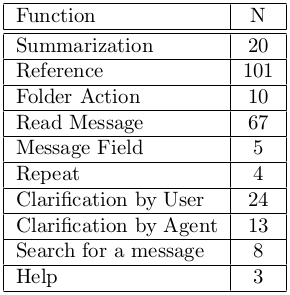 Function N
Summarization 20
Reference 101
Folder Action 10
Read Message 67
Message Field 5
Repeat 4
Clarification by User 24
Clarification by Agent 13
Search for a message 8
Help 3